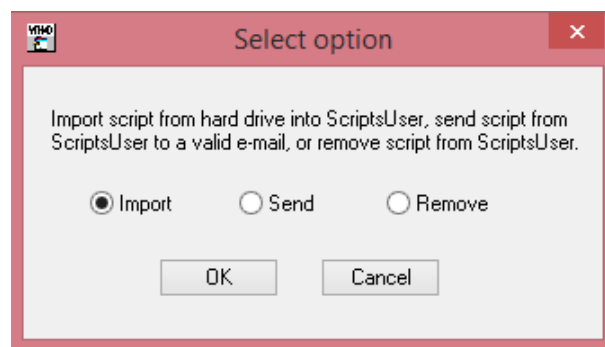 Select option
Import script from hard drive into ScriptsUser, send script from
ScriptsUser to a valid e-mail, or remove script from ScriptsUser.
Import Send Remove
OK Cancel